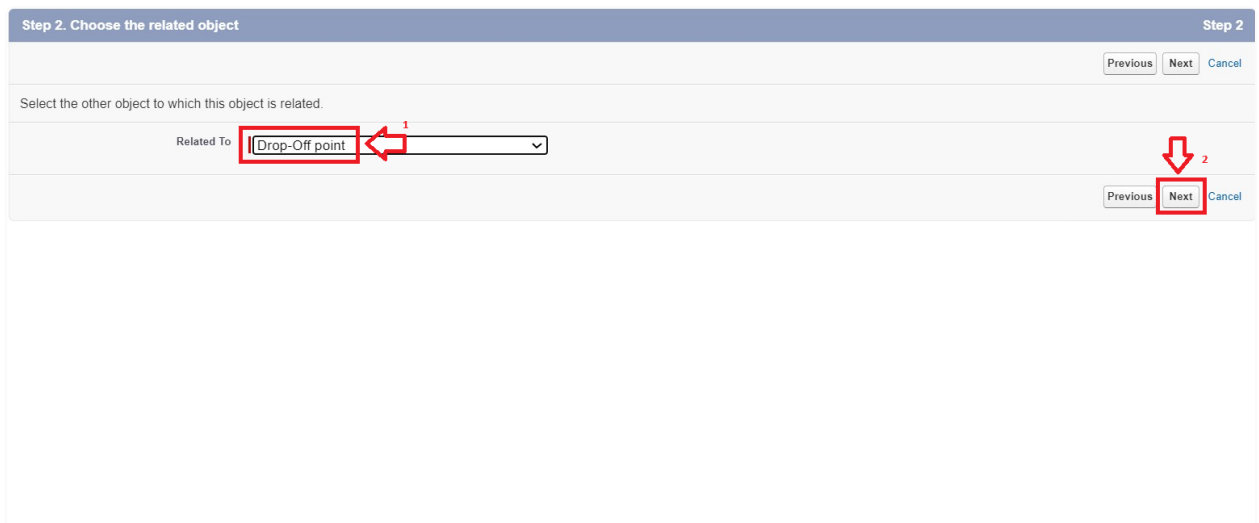 Step 2. Choose the related object Step 2
Previous Next Cancel
Select the other object to which this object is related.
1
Related To Drop-Off point
2
Previous Next Cancel